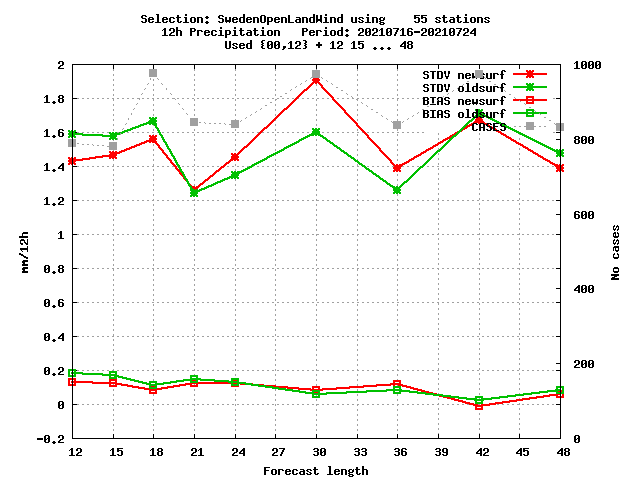 Selection: SwedenOpenLandWind using    55 stations
12h Precipitation   Period: 20210716-20210724
Used {00,12} + 12 15 ... 48
STDV newsurf
STDV oldsurf
BIAS newsurf
BIAS oldsurf
CASES
2
1.8
1.6
1.4
1.2
1
0.8
0.6
0.4
0.2
0
-0.2
mm/12h
1000
800
600
400
200
0
No cases
12 15 18 21 24 27 30 33 36 39 42 45 48
Forecast length